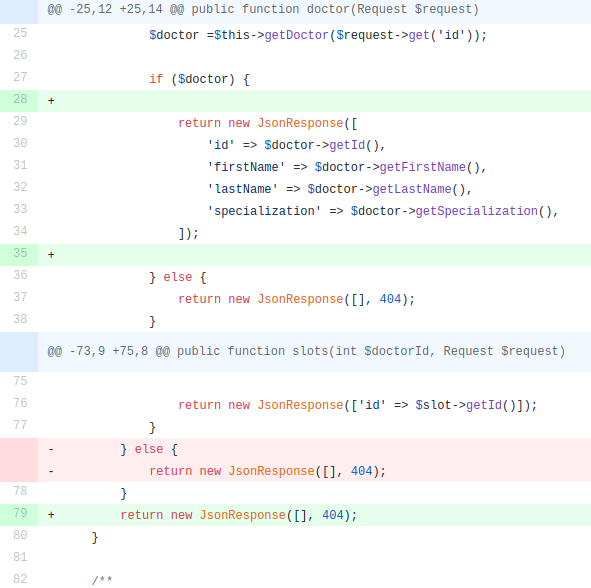 @@ -25,12 +25,14 @@ public function doctor(Request $request)
25 $doctor =$this->getDoctor($request->get('id'));
26
27 if ($doctor) {
28 +
29 return new JsonResponse([
30 'id' => $doctor->getId(),
31 'firstName' => $doctor->getFirstName(),
32 'lastName' => $doctor->getLastName(),
33 'specialization' => $doctor->getSpecialization(),
34 ]);
35 +
36 } else {
37 return new JsonResponse([], 404);
38 }
@@ -73,9 +75,8 @@ public function slots(int $doctorId, Request $request)
75
76 return new JsonResponse(['id' => $slot->getId()]);
77 }
- } else {
- return new JsonResponse([], 404);
78 }
79 + return new JsonResponse([], 404);
80 }
81
82 /**